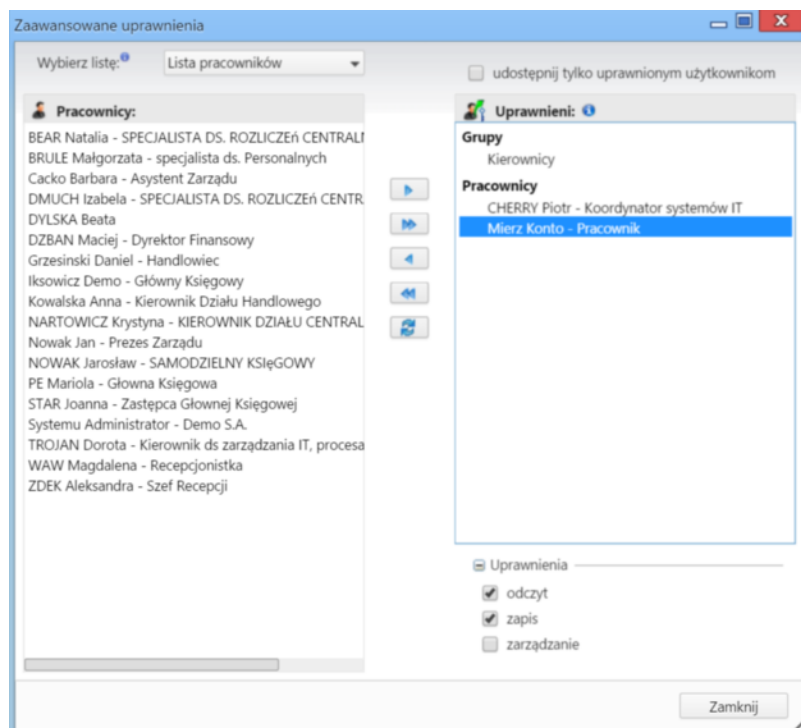 Zaawansowane uprawnienia
Wybierz listę:
Lista pracowników
udostępnij tylko uprawnionym użytkownikom
Pracownicy:
BEAR Natalia - SPECJALISTA DS. ROZLICZEń CENTRALN
BRULE Małgorzata - specjalista ds. Personalnych
Cacko Barbara - Asystent Zarządu
DMUCH Izabela - SPECJALISTA DS. ROZLICZEń CENTR
DYLSKA Beata
DZBAN Maciej - Dyrektor Finansowy
Grzesinski Daniel - Handlowiec
Iksowicz Demo - Główny Księgowy
Kowalska Anna - Kierownik Działu Handlowego
NARTOWICZ Krystyna - KIEROWNIK DZIAŁU CENTRAL
Nowak Jan - Prezes Zarządu
NOWAK Jarosław - SAMODZIELNY KSIęGOWY
PE Mariola - Głowna Księgowa
STAR Joanna - Zastępca Głownej Księgowej
Systemu Administrator - Demo S.A.
TROJAN Dorota - Kierownik ds zarządzania IT, procesa
WAW Magdalena - Recepcjonistka
ZDEK Aleksandra - Szef Recepcji
Uprawnieni:
Grupy
Kierownicy
Pracownicy
CHERRY Piotr - Koordynator systemów IT
Mierz Konto - Pracownik
Uprawnienia
odczyt
zapis
zarządzanie
Zamknij